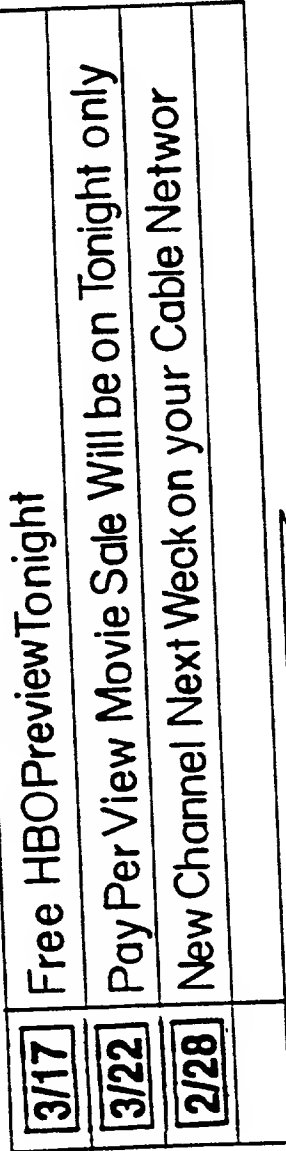 3/17 Free HBOPreviewTonight
3/22 Pay Per View Movie Sale Will be on Tonight only
2/28 New Channel Next Weck on your Cable Networ